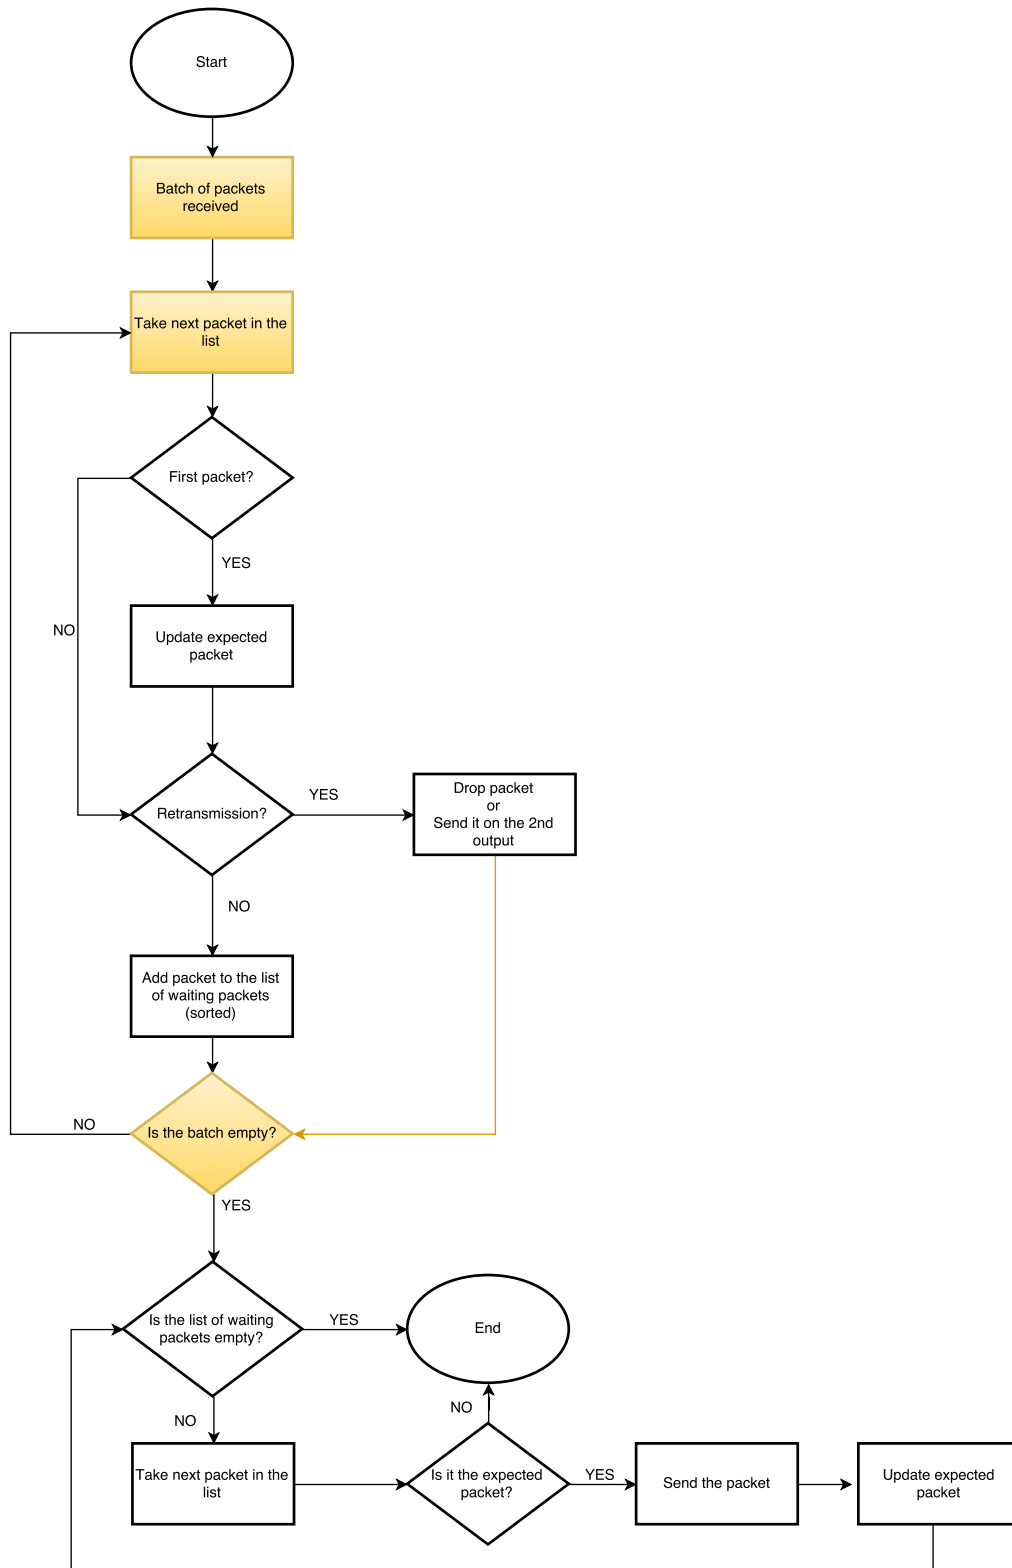 Start
Batch of packets
received
Take next packet in the
list
First packet?
YES
NO
Update expected
packet
Retransmission?
YES
Drop packet
or
Send it on the 2nd
output
NO
Add packet to the list
of waiting packets
(sorted)
NO
Is the batch empty?
YES
Is the list of waiting
packets empty?
YES
End
NO
NO
Take next packet in the
list
Is it the expected
packet?
YES
Send the packet
Update expected
packet